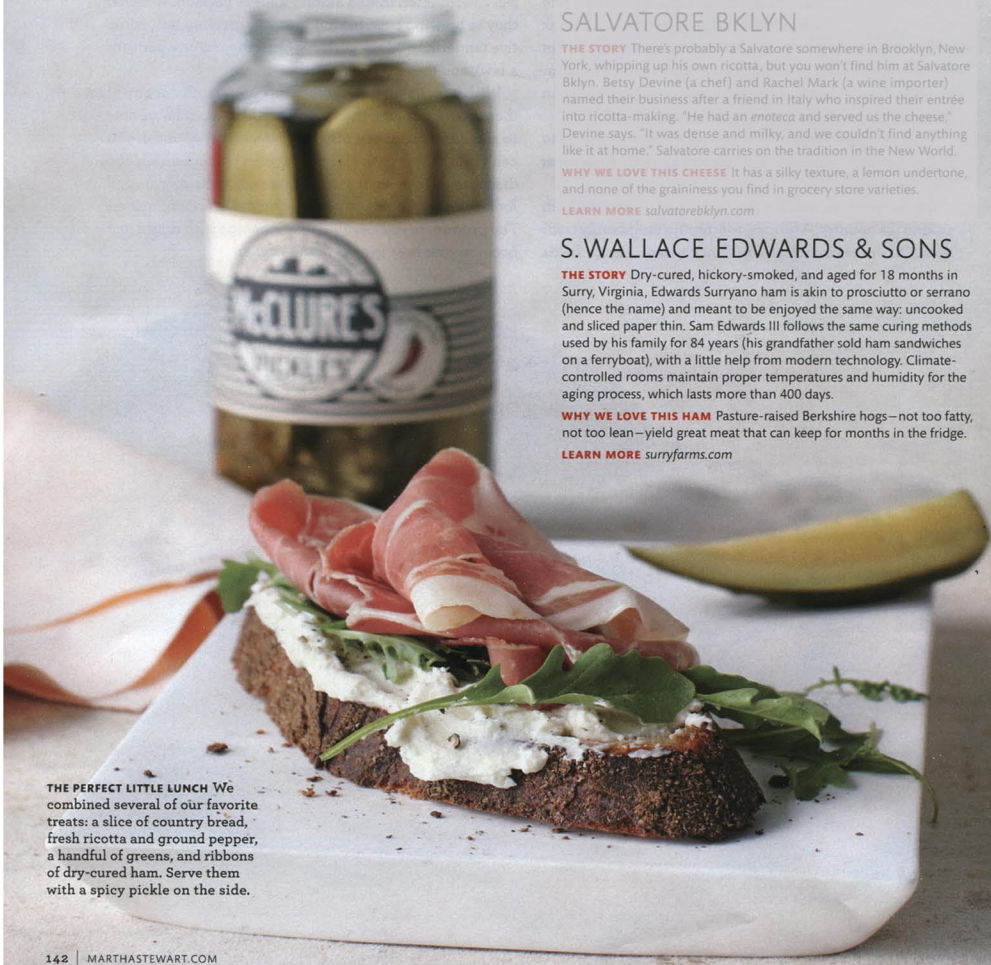 SALVATORE BKLYN
THE STORY There's probably a Salvatore somewhere in Brooklyn, New
York, whipping up his own ricotta, but you won't find him at Salvatore
Bklyn. Betsy Devine (a chef) and Rachel Mark (a wine importer)
named their business after a friend in Italy who inspired their entrée
into ricotta-making. "He had an enoteca and served us the cheese,"
Devine says. "It was dense and milky, and we couldn't find anything
like it at home." Salvatore carries on the tradition in the New World.
WHY WE LOVE THIS CHEESE It has a silky texture, a lemon undertone,
and none of the graininess you find in grocery store varieties.
LEARN MORE salvatorebklyn.com
S. WALLACE EDWARDS & SONS
THE STORY Dry-cured, hickory-smoked, and aged for 18 months in
Surry, Virginia, Edwards Surryano ham is akin to prosciutto or serrano
(hence the name) and meant to be enjoyed the same way: uncooked
and sliced paper thin. Sam Edwards III follows the same curing methods
used by his family for 84 years (his grandfather sold ham sandwiches
on a ferryboat), with a little help from modern technology. Climate-
controlled rooms maintain proper temperatures and humidity for the
aging process, which lasts more than 400 days.
WHY WE LOVE THIS HAM Pasture-raised Berkshire hogs—not too fatty,
not too lean—yield great meat that can keep for months in the fridge.
LEARN MORE surryfarms.com
McCLURE'S
PICKLES
THE PERFECT LITTLE LUNCH We
combined several of our favorite
treats: a slice of country bread,
fresh ricotta and ground pepper,
a handful of greens, and ribbons
of dry-cured ham. Serve them
with a spicy pickle on the side.
142 | MARTHASTEWART.COM